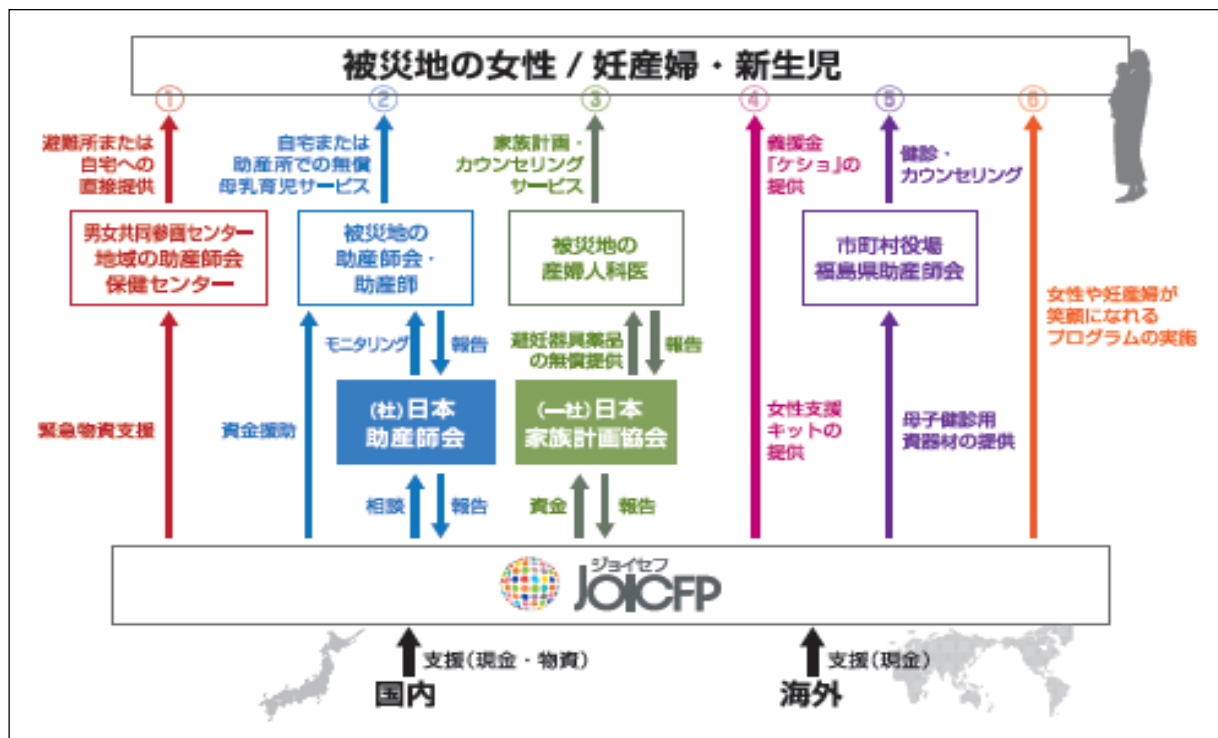 被災地の女性 / 妊産婦・新生児
①
②
③
④
⑤
⑥
避難所または
自宅への
直接提供
自宅または
助産所での無償
母乳育児サービス
家族計画・
カウンセリング
サービス
義援金
「ケショ」の
提供
健診・
カウンセリング
男女共同参画センター
地域の助産師会
保健センター
被災地の
助産師会・
助産師
被災地の
産婦人科医
市町村役場
福島県助産師会
女性や妊産婦が
笑顔になれる
プログラムの実施
モニタリング
報告
避妊器具薬品
の無償提供
報告
緊急物資支援
資金援助
(社)日本
助産師会
(一社)日本
家族計画協会
女性支援
キットの
提供
母子健診用
資器材の提供
相談
報告
資金
報告
ジョイセフ
JOICFP
支援(現金・物資)
国内
支援(現金)
海外